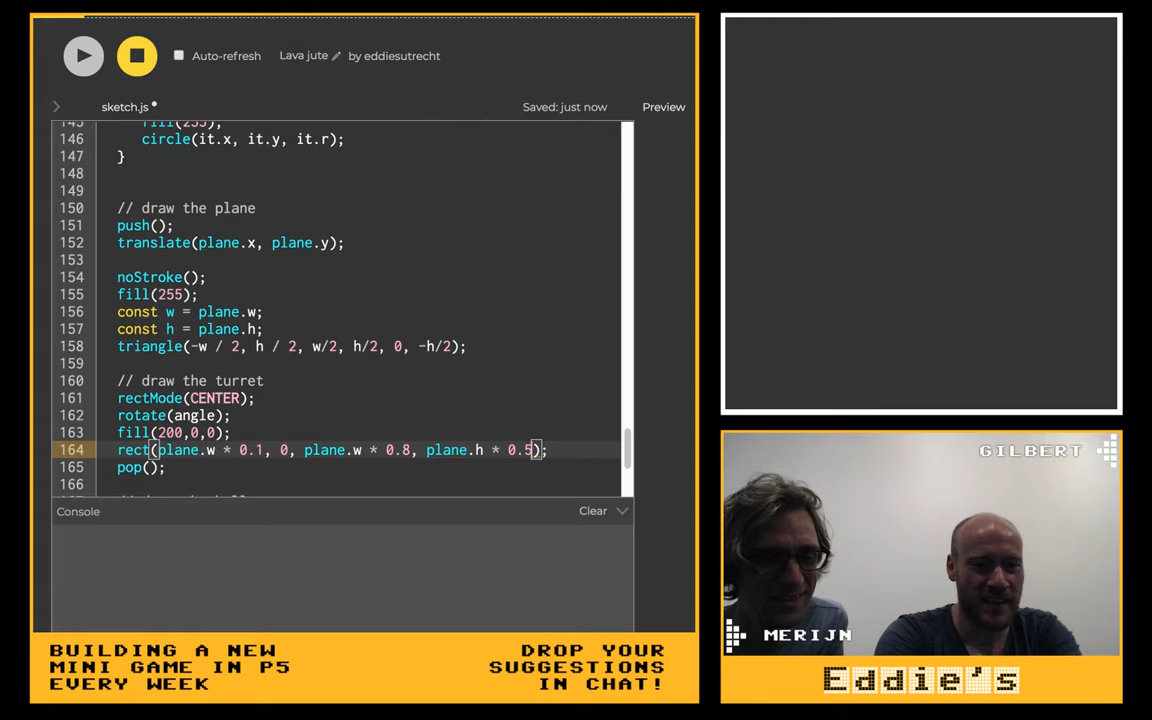 Auto-refresh
Lava jute
by eddiesutrecht
sketch.js
Saved: just now
Preview
145 fill(255);
146 circle(it.x, it.y, it.r);
147 }
148
149
150 // draw the plane
151 push();
152 translate(plane.x, plane.y);
153
154 noStroke();
155 fill(255);
156 const w = plane.w;
157 const h = plane.h;
158 triangle(-w / 2, h / 2, w/2, h/2, 0, -h/2);
159
160 // draw the turret
161 rectMode(CENTER);
162 rotate(angle);
163 fill(200,0,0);
164 rect(plane.w * 0.1, 0, plane.w * 0.8, plane.h * 0.5);
165 pop();
166
Console
Clear
GILBERT
MERIJN
BUILDING A NEW
MINI GAME IN P5
EVERY WEEK
DROP YOUR
SUGGESTIONS
IN CHAT!
Eddie's